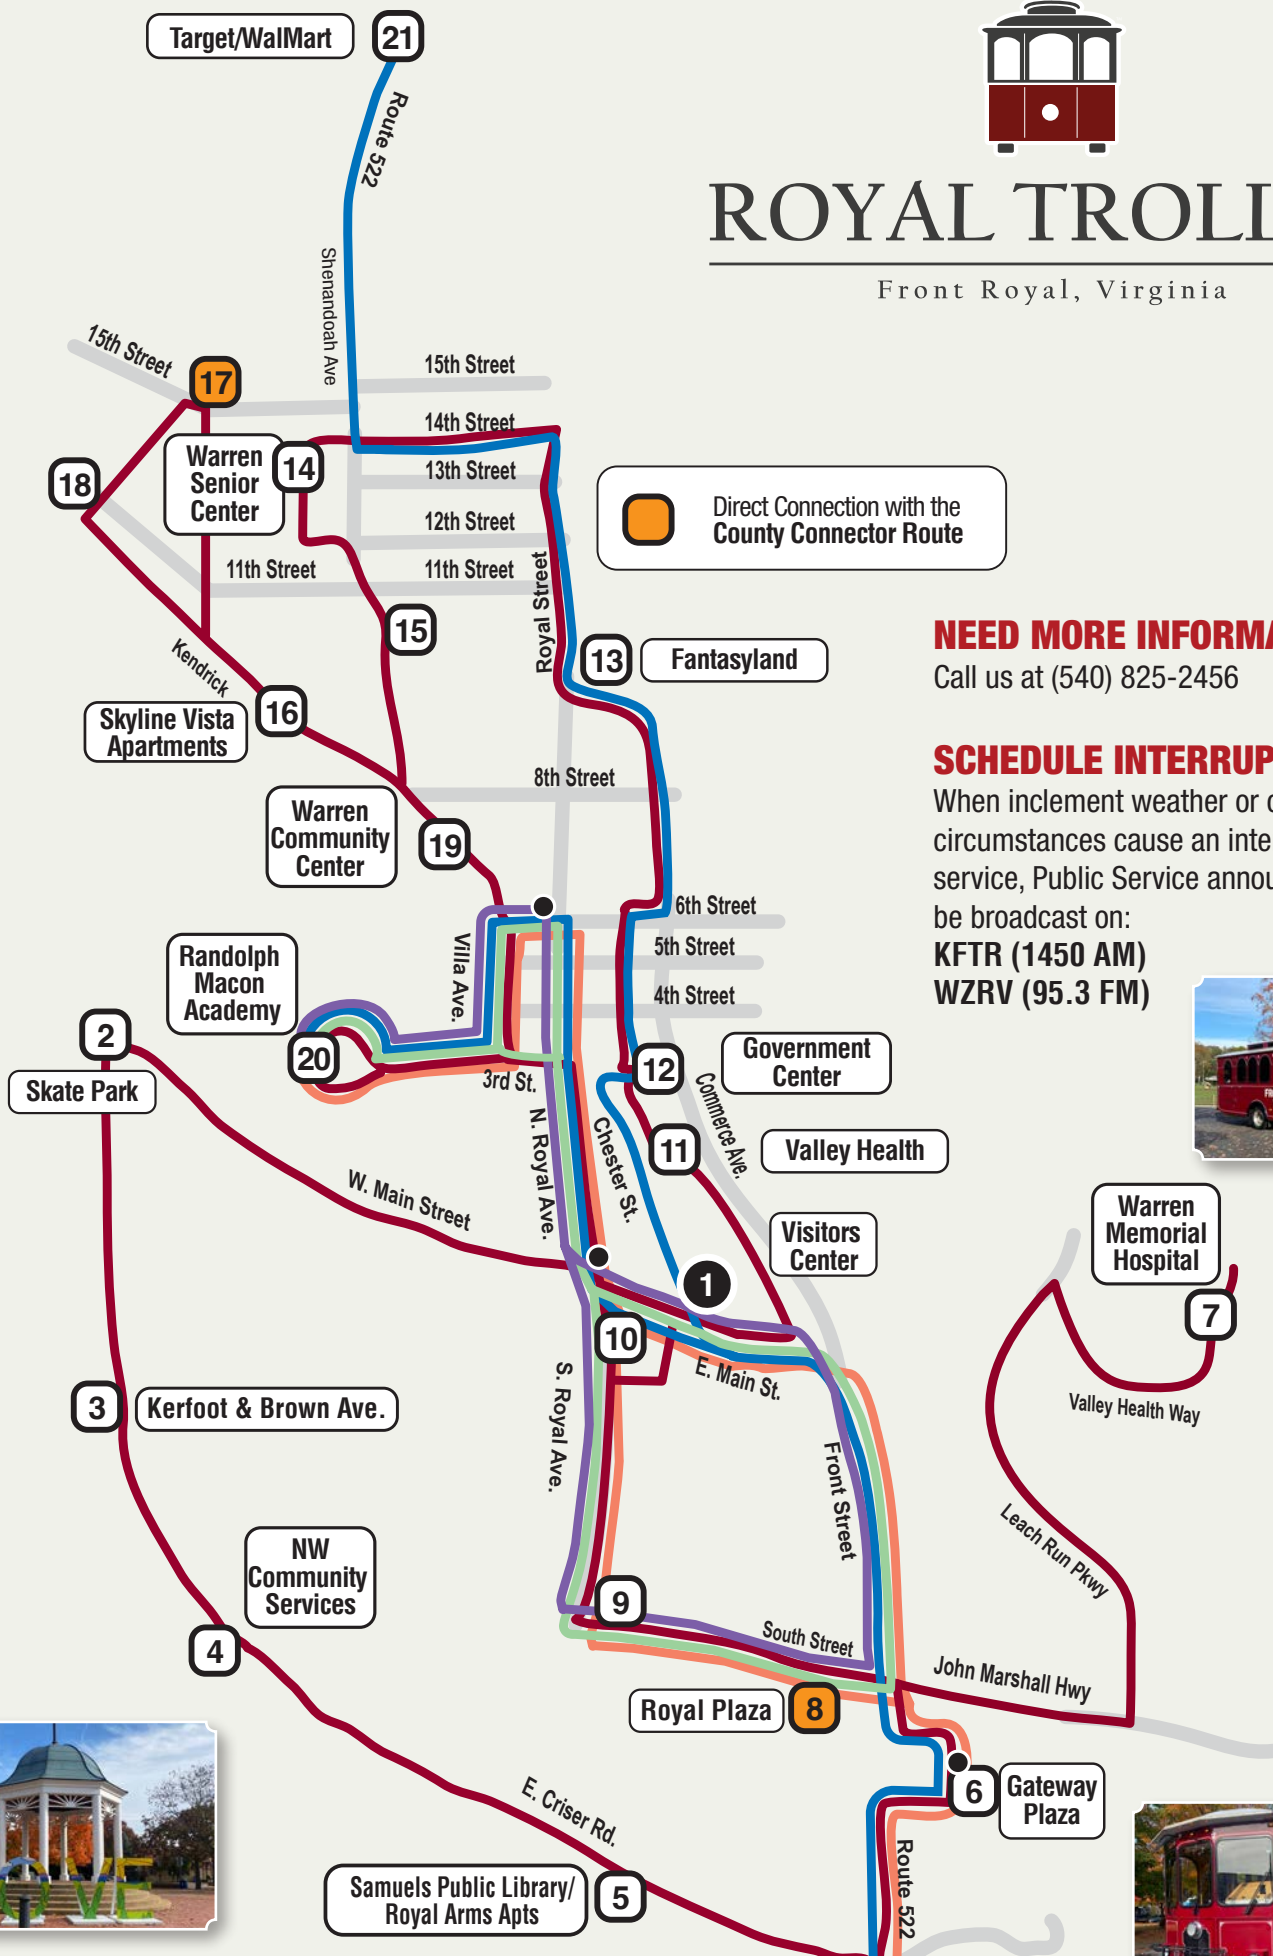 Target/WalMart
21
Route 522
ROYAL TROLL
Front Royal, Virginia
Shenandoah Ave
15th Street
17
15th Street
14th Street
Warren
Senior
Center
14
13th Street
18
12th Street
11th Street
11th Street
Direct Connection with the
County Connector Route
Royal Street
15
13
Fantasyland
NEED MORE INFORMA
Call us at (540) 825-2456
Kendrick
16
Skyline Vista
Apartments
8th Street
SCHEDULE INTERRUP
When inclement weather or o
circumstances cause an inte
service, Public Service annou
be broadcast on:
KFTR (1450 AM)
WZRV (95.3 FM)
Warren
Community
Center
19
6th Street
5th Street
4th Street
Villa Ave.
Randolph
Macon
Academy
20
2
Skate Park
3rd St.
12
Government
Center
Commerce Ave.
11
Valley Health
N. Royal Ave.
Chester St.
W. Main Street
Visitors
Center
Warren
Memorial
Hospital
7
1
10
E. Main St.
Valley Health Way
3
Kerfoot & Brown Ave.
S. Royal Ave.
Front Street
Leach Run Pkwy
NW
Community
Services
4
9
South Street
John Marshall Hwy
Royal Plaza
8
6
Gateway
Plaza
E. Criser Rd.
Route 522
Samuels Public Library/
Royal Arms Apts
5